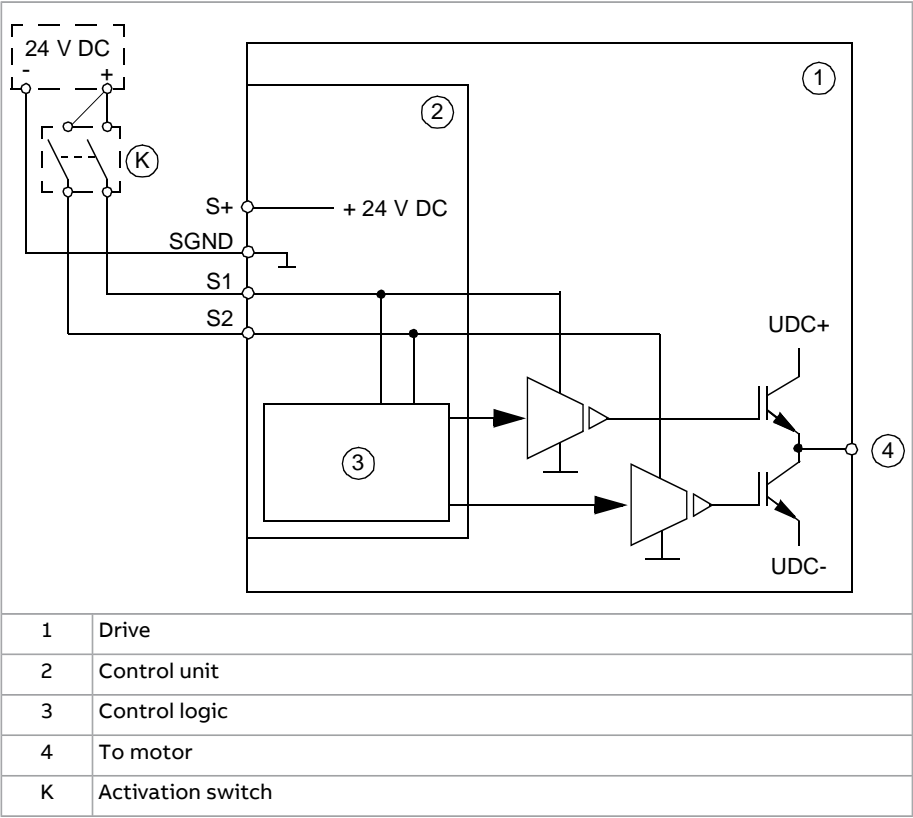 24 V DC
- +
1
2
K
S+ + 24 V DC
SGND
S1
S2
UDC+
3
4
UDC-
1 Drive
2 Control unit
3 Control logic
4 To motor
K Activation switch